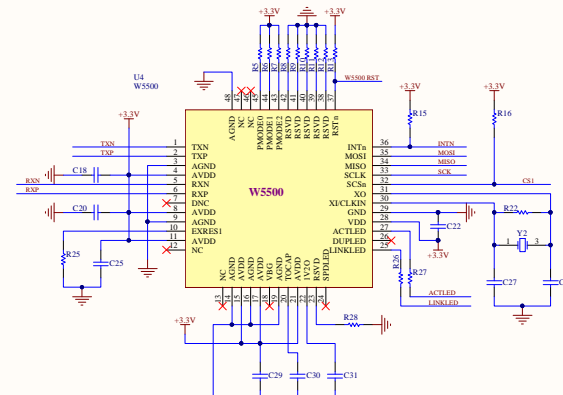 +3.3V
+3.3V
U4
W5500
R5
R6
R7
R8
R9
R10
R11
R12
R13
W5500 RST
48
47
46
45
44
43
42
41
40
39
38
37
AGND
NC
NC
PMODE0
PMODE1
PMODE2
RSVD
RSVD
RSVD
RSVD
RSVD
RSTn
+3.3V
+3.3V
+3.3V
R15
R16
TXN 1 TXN
TXP 2 TXP
3 AGND
C18 4 AVDD
RXN 5 RXN
RXP 6 RXP
7 DNC
C20 8 AVDD
9 AGND
10 EXRES1
11 AVDD
12 NC
R25
C25
W5500
INTn 36 INTN
MOSI 35 MOSI
MISO 34 MISO
SCLK 33 SCK
SCSn 32 CS1
XO 31
XI/CLKIN 30
GND 29
VDD 28
ACTLED 27
DUPLED 26
nLINKLED 25
C22
+3.3V
R22
Y2
1 3
R26
R27
C27
ACTLED
LINKLED
NC
AGND
AVDD
AGND
AVDD
VBG
AGND
TOCAP
AVDD
1V2O
RSVD
SPDLED
13
14
15
16
17
18
19
20
21
22
23
24
+3.3V
R28
C29
C30
C31